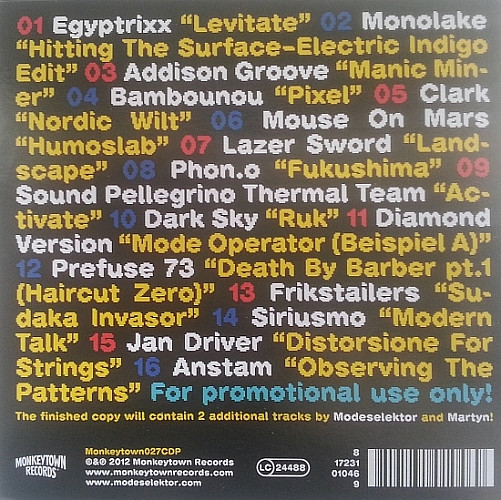 01 Egyptrixx "Levitate" 02 Monolake
"Hitting The Surface-Electric Indigo
Edit" 03 Addison Groove "Manic Min-
er" 04 Bambounou "Pixel" 05 Clark
"Nordic Wilt" 06 Mouse On Mars
"Humoslab" 07 Lazer Sword "Land-
scape" 08 Phon.o "Fukushima" 09
Sound Pellegrino Thermal Team "Ac-
tivate" 10 Dark Sky "Ruk" 11 Diamond
Version "Mode Operator (Beispiel A)"
12 Prefuse 73 "Death By Barber pt.1
(Haircut Zero)" 13 Frikstailers "Su-
daka Invasor" 14 Siriusmo "Modern
Talk" 15 Jan Driver "Distorsione For
Strings" 16 Anstam "Observing The
Patterns" For promotional use only!
The finished copy will contain 2 additional tracks by Modeselektor and Martyn!
MONKEYTOWN
RECORDS
Monkeytown027CDP
℗&© 2012 Monkeytown Records
www.monkeytownrecords.com
www.modeselektor.com
LC 24488
8
17231
01046
9